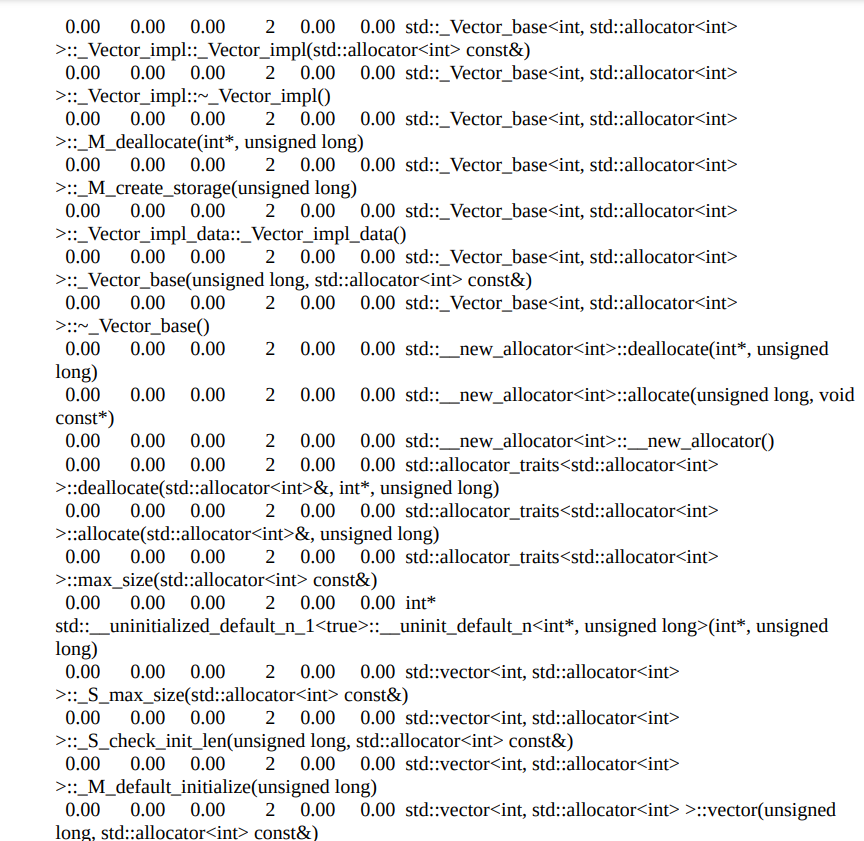 0.00 0.00 0.00 2 0.00 0.00 std::_Vector_base<int, std::allocator<int>
>::_Vector_impl::_Vector_impl(std::allocator<int> const&)
0.00 0.00 0.00 2 0.00 0.00 std::_Vector_base<int, std::allocator<int>
>::_Vector_impl::~_Vector_impl()
0.00 0.00 0.00 2 0.00 0.00 std::_Vector_base<int, std::allocator<int>
>::_M_deallocate(int*, unsigned long)
0.00 0.00 0.00 2 0.00 0.00 std::_Vector_base<int, std::allocator<int>
>::_M_create_storage(unsigned long)
0.00 0.00 0.00 2 0.00 0.00 std::_Vector_base<int, std::allocator<int>
>::_Vector_impl_data::_Vector_impl_data()
0.00 0.00 0.00 2 0.00 0.00 std::_Vector_base<int, std::allocator<int>
>::_Vector_base(unsigned long, std::allocator<int> const&)
0.00 0.00 0.00 2 0.00 0.00 std::_Vector_base<int, std::allocator<int>
>::~_Vector_base()
0.00 0.00 0.00 2 0.00 0.00 std::__new_allocator<int>::deallocate(int*, unsigned
long)
0.00 0.00 0.00 2 0.00 0.00 std::__new_allocator<int>::allocate(unsigned long, void
const*)
0.00 0.00 0.00 2 0.00 0.00 std::__new_allocator<int>::__new_allocator()
0.00 0.00 0.00 2 0.00 0.00 std::allocator_traits<std::allocator<int>
>::deallocate(std::allocator<int>&, int*, unsigned long)
0.00 0.00 0.00 2 0.00 0.00 std::allocator_traits<std::allocator<int>
>::allocate(std::allocator<int>&, unsigned long)
0.00 0.00 0.00 2 0.00 0.00 std::allocator_traits<std::allocator<int>
>::max_size(std::allocator<int> const&)
0.00 0.00 0.00 2 0.00 0.00 int*
std::__uninitialized_default_n_1<true>::__uninit_default_n<int*, unsigned long>(int*, unsigned
long)
0.00 0.00 0.00 2 0.00 0.00 std::vector<int, std::allocator<int>
>::_S_max_size(std::allocator<int> const&)
0.00 0.00 0.00 2 0.00 0.00 std::vector<int, std::allocator<int>
>::_S_check_init_len(unsigned long, std::allocator<int> const&)
0.00 0.00 0.00 2 0.00 0.00 std::vector<int, std::allocator<int>
>::_M_default_initialize(unsigned long)
0.00 0.00 0.00 2 0.00 0.00 std::vector<int, std::allocator<int> >::vector(unsigned
long, std::allocator<int> const&)